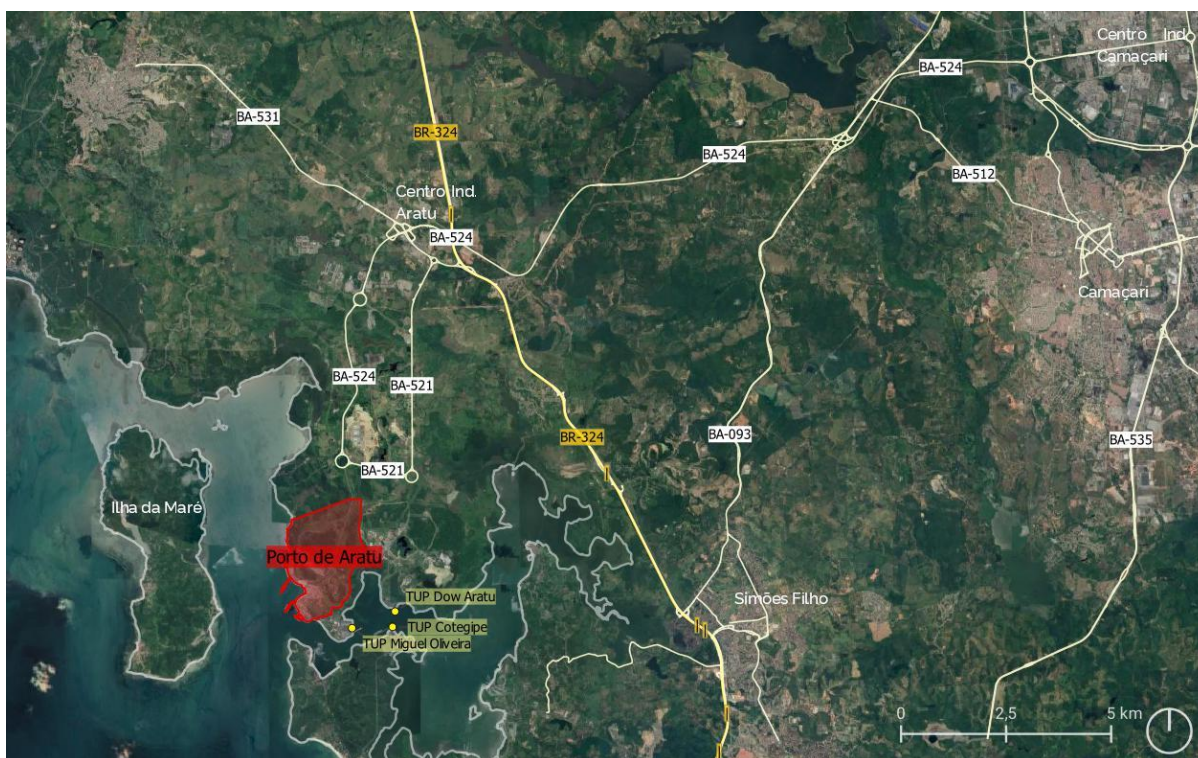 Centro Ind.
Camaçari
BA-524
BA-531
BR-324
BA-524
BA-512
Centro Ind.
Aratu
BA-524
Camaçari
BA-524
BA-521
BR-324
BA-093
BA-535
BA-521
Ilha da Maré
Porto de Aratu
TUP Dow Aratu
Simões Filho
TUP Cotegipe
TUP Miguel Oliveira
0
2,5
5 km